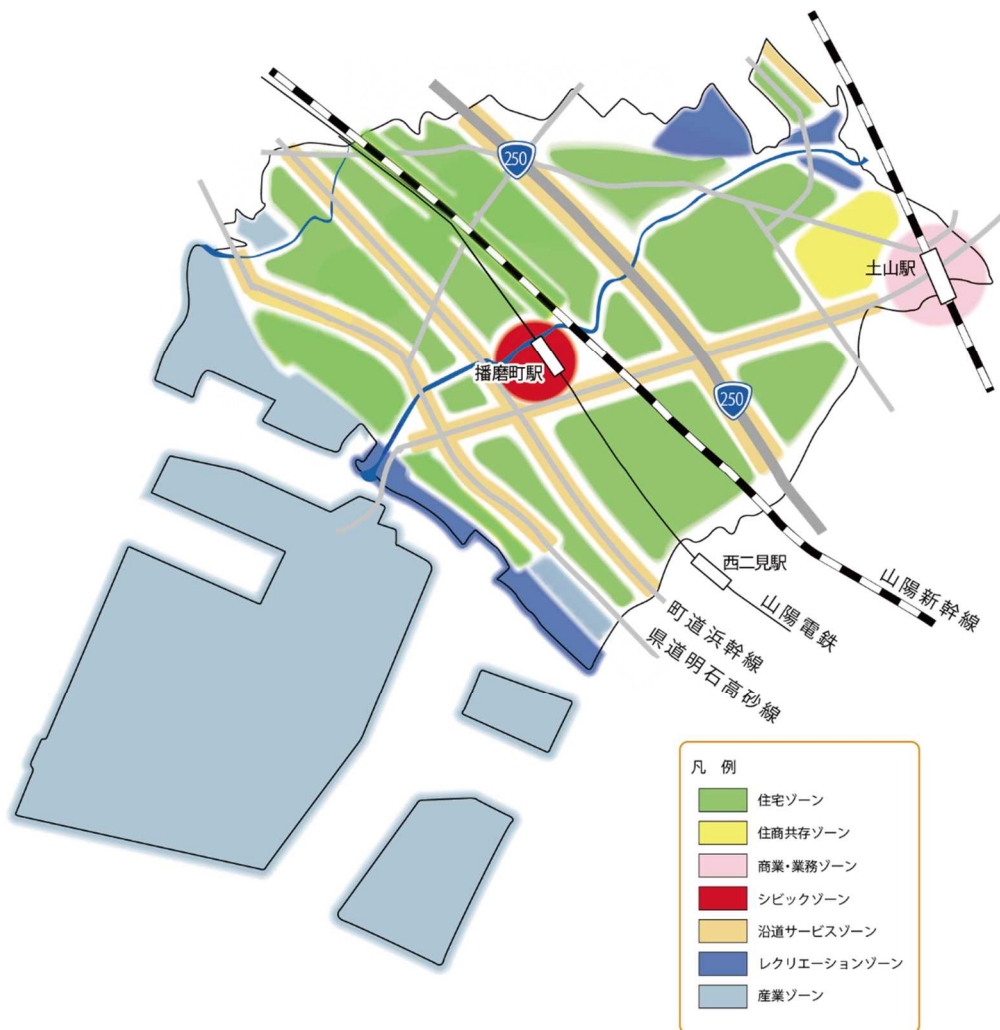 250
土山駅
播磨町駅
250
西二見駅
山陽新幹線
山陽電鉄
町道浜幹線
県道明石高砂線
凡 例
住宅ゾーン
住商共存ゾーン
商業・業務ゾーン
シビックゾーン
沿道サービスゾーン
レクリエーションゾーン
産業ゾーン